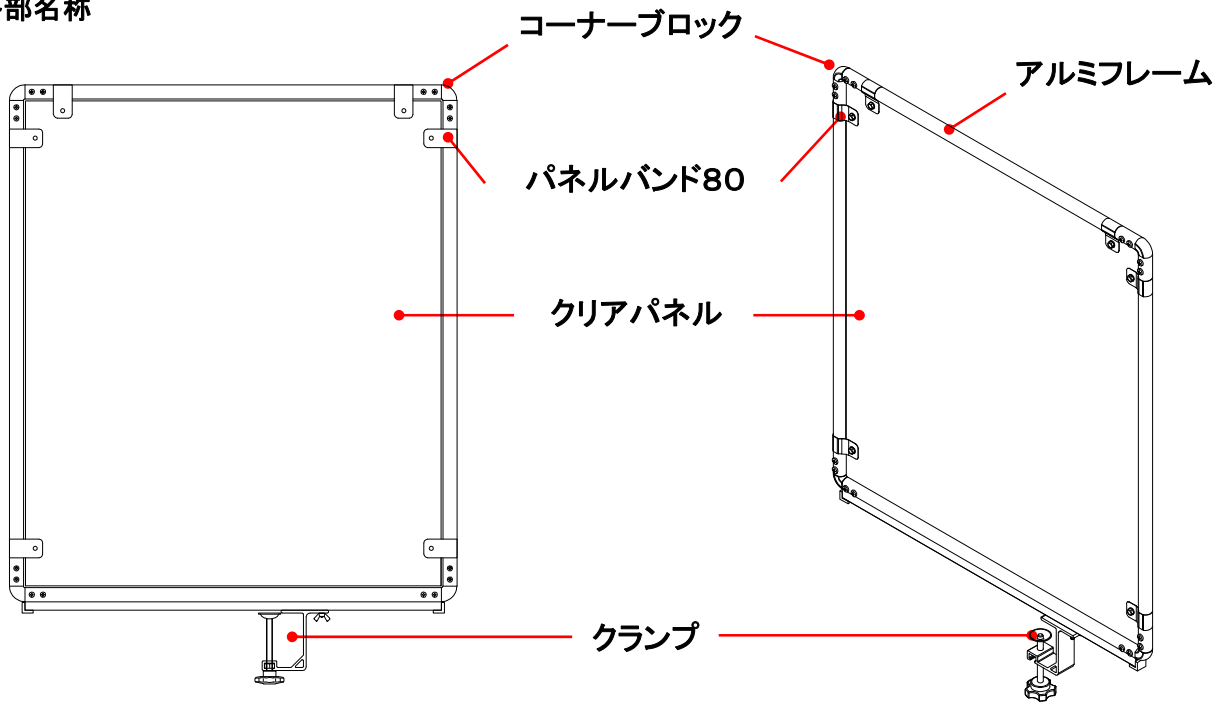 部名称
コーナーブロック
アルミフレーム
パネルバンド80
クリアパネル
クランプ